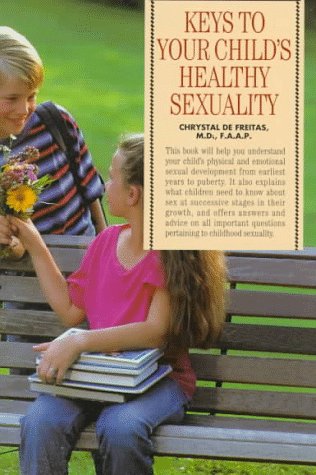 KEYS TO
YOUR CHILD'S
HEALTHY
SEXUALITY
CHRYSTAL DE FREITAS,
M.D., F.A.A.P.
This book will help you understand
your child's physical and emotional
sexual development from earliest
years to puberty. It also explains
what children need to know about
sex at successive stages in their
growth, and offers answers and
advice on all important questions
pertaining to childhood sexuality.